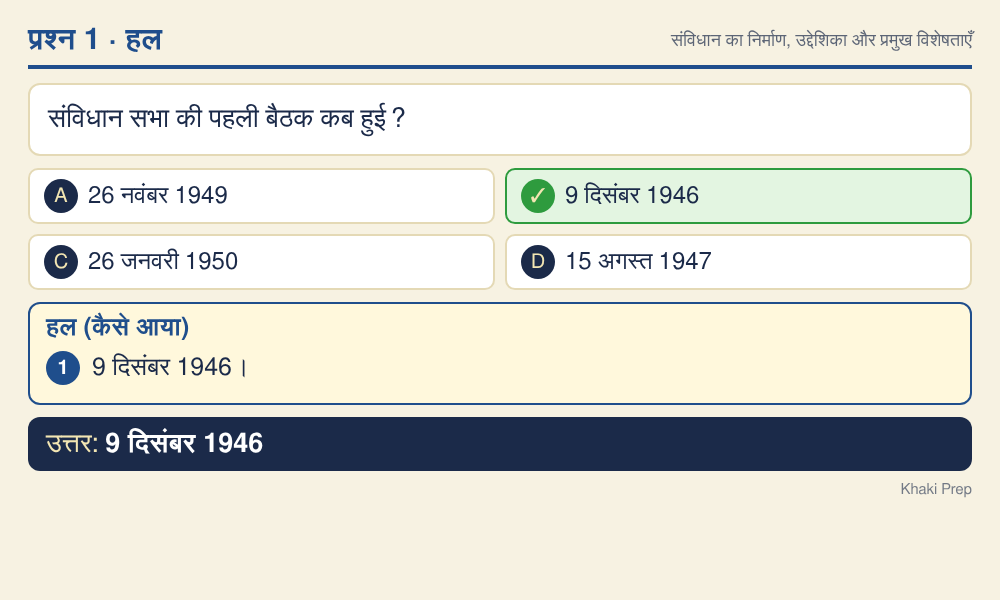 प्रश्न 1 · हल
संविधान का निर्माण, उद्देशिका और प्रमुख विशेषताएँ
संविधान सभा की पहली बैठक कब हुई ?
A 26 नवंबर 1949
✓ 9 दिसंबर 1946
C 26 जनवरी 1950
D 15 अगस्त 1947
हल (कैसे आया)
1 9 दिसंबर 1946।
उत्तर: 9 दिसंबर 1946
Khaki Prep